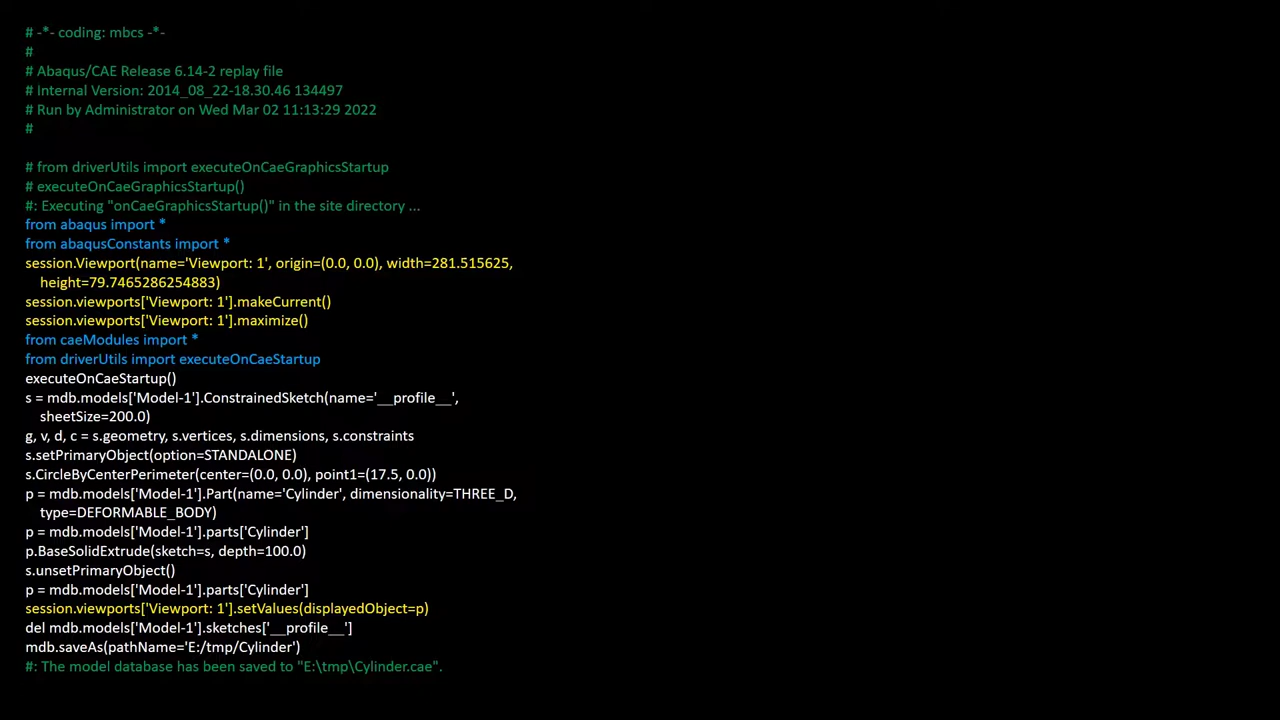 # -*- coding: mbcs -*-
#
# Abaqus/CAE Release 6.14-2 replay file
# Internal Version: 2014_08_22-18.30.46 134497
# Run by Administrator on Wed Mar 02 11:13:29 2022
#
# from driverUtils import executeOnCaeGraphicsStartup
# executeOnCaeGraphicsStartup()
#: Executing "onCaeGraphicsStartup()" in the site directory ...
from abaqus import *
from abaqusConstants import *
session.Viewport(name='Viewport: 1', origin=(0.0, 0.0), width=281.515625,
height=79.7465286254883)
session.viewports['Viewport: 1'].makeCurrent()
session.viewports['Viewport: 1'].maximize()
from caeModules import *
from driverUtils import executeOnCaeStartup
executeOnCaeStartup()
s = mdb.models['Model-1'].ConstrainedSketch(name='__profile__',
sheetSize=200.0)
g, v, d, c = s.geometry, s.vertices, s.dimensions, s.constraints
s.setPrimaryObject(option=STANDALONE)
s.CircleByCenterPerimeter(center=(0.0, 0.0), point1=(17.5, 0.0))
p = mdb.models['Model-1'].Part(name='Cylinder', dimensionality=THREE_D,
type=DEFORMABLE_BODY)
p = mdb.models['Model-1'].parts['Cylinder']
p.BaseSolidExtrude(sketch=s, depth=100.0)
s.unsetPrimaryObject()
p = mdb.models['Model-1'].parts['Cylinder']
session.viewports['Viewport: 1'].setValues(displayedObject=p)
del mdb.models['Model-1'].sketches['__profile__']
mdb.saveAs(pathName='E:/tmp/Cylinder')
#: The model database has been saved to "E:\tmp\Cylinder.cae".